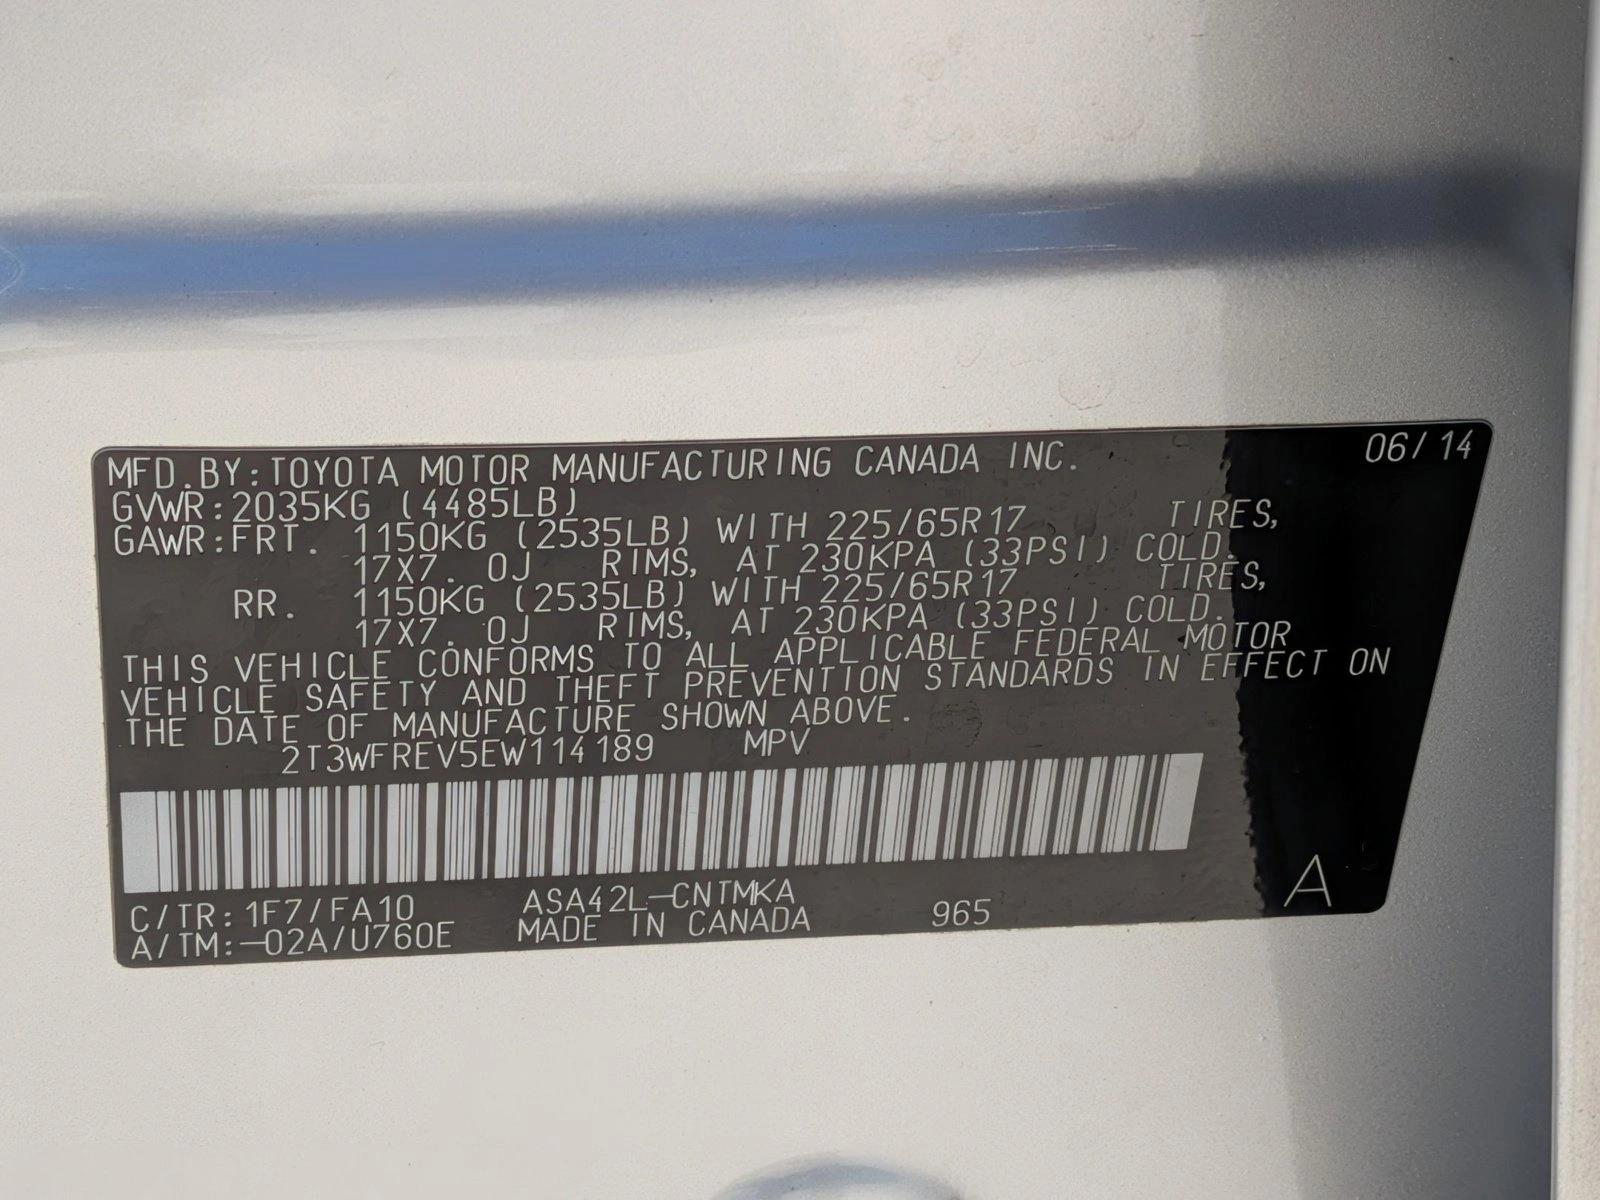 MFD. BY: TOYOTA MOTOR MANUFACTURING CANADA INC. 06/14
GVWR: 2035KG (4485LB)
GAWR: FRT. 1150KG (2535LB) WITH 225/65R17 TIRES,
17X7. 0J RIMS, AT 230KPA (33PSI) COLD.
RR. 1150KG (2535LB) WITH 225/65R17 TIRES,
17X7. 0J RIMS, AT 230KPA (33PSI) COLD.
THIS VEHICLE CONFORMS TO ALL APPLICABLE FEDERAL MOTOR
VEHICLE SAFETY AND THEFT PREVENTION STANDARDS IN EFFECT ON
THE DATE OF MANUFACTURE SHOWN ABOVE.
2T3WFREV5EW114189 MPV
C/TR: 1F7/FA10 ASA42L-CNTMKA
A/TM: -02A/U760E MADE IN CANADA 965 A